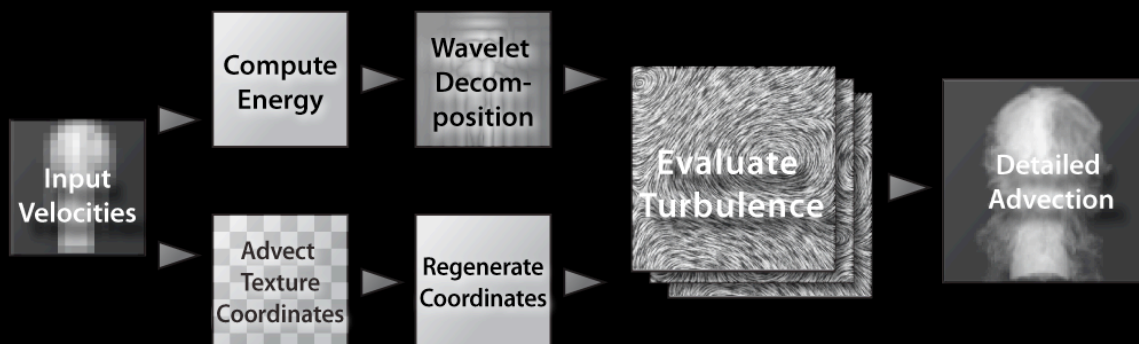 Input
Velocities
Compute
Energy
Wavelet
Decom-
position
Advect
Texture
Coordinates
Regenerate
Coordinates
Evaluate
Turbulence
Detailed
Advection